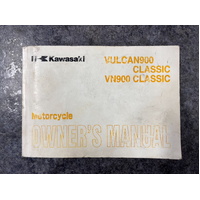 Kawasaki
VULCAN900
CLASSIC
VN900 CLASSIC
Motorcycle
OWNER'S MANUAL